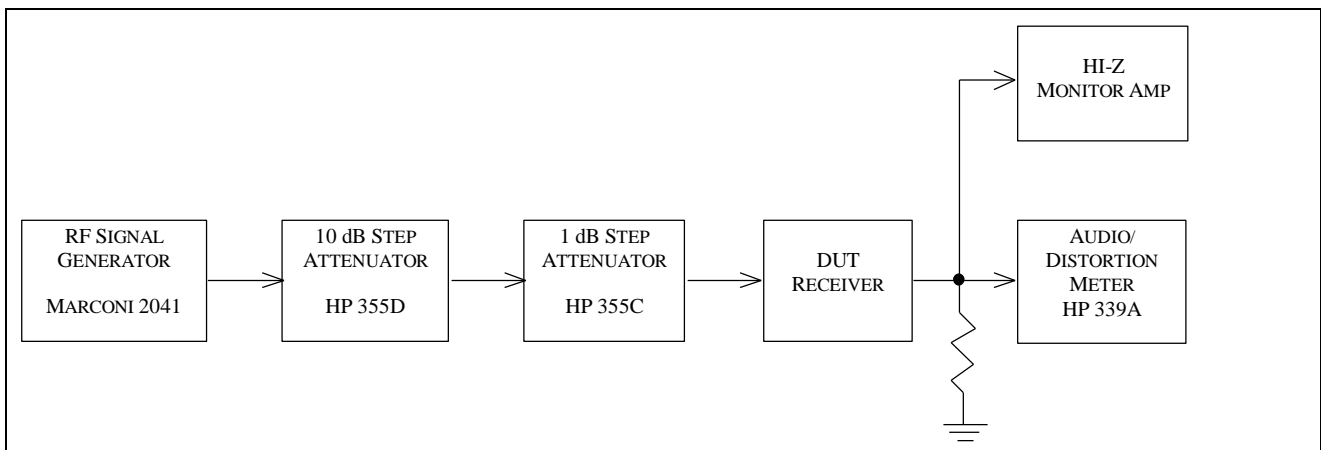 HI-Z
MONITOR AMP
RF SIGNAL
GENERATOR
MARCONI 2041
10 dB STEP
ATTENUATOR
HP 355D
1 dB STEP
ATTENUATOR
HP 355C
DUT
RECEIVER
AUDIO/
DISTORTION
METER
HP 339A